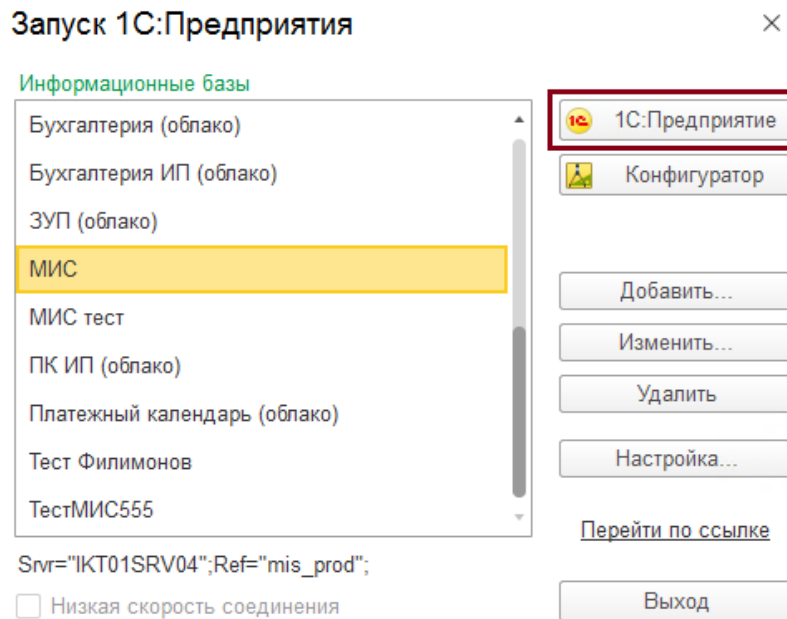 Запуск 1С:Предприятия
Информационные базы
Бухгалтерия (облако)
Бухгалтерия ИП (облако)
ЗУП (облако)
МИС
МИС тест
ПК ИП (облако)
Платежный календарь (облако)
Тест Филимонов
ТестМИС555
Srvr="IKT01SRV04";Ref="mis_prod";
Низкая скорость соединения
1С:Предприятие
Конфигуратор
Добавить...
Изменить...
Удалить
Настройка...
Перейти по ссылке
Выход